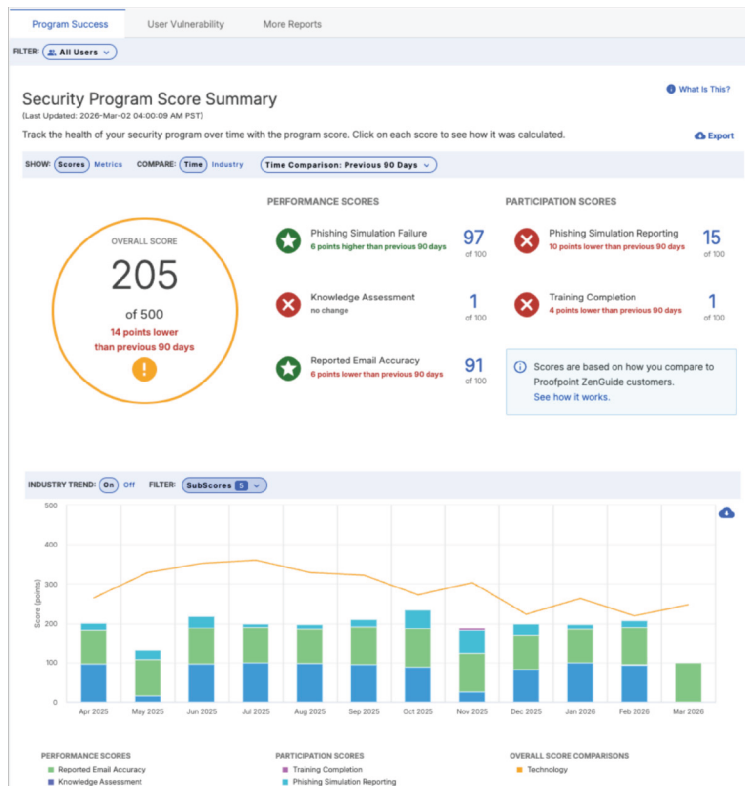 Program Success
User Vulnerability
More Reports
FILTER: All Users
What Is This?
Security Program Score Summary
(Last Updated: 2026-Mar-02 04:00:09 AM PST)
Track the health of your security program over time with the program score. Click on each score to see how it was calculated.
Export
SHOW: Scores Metrics COMPARE: Time Industry Time Comparison: Previous 90 Days
OVERALL SCORE
205
of 500
14 points lower
than previous 90 days
PERFORMANCE SCORES
Phishing Simulation Failure
6 points higher than previous 90 days
97
of 100
Knowledge Assessment
no change
1
of 100
Reported Email Accuracy
6 points lower than previous 90 days
91
of 100
PARTICIPATION SCORES
Phishing Simulation Reporting
10 points lower than previous 90 days
15
of 100
Training Completion
4 points lower than previous 90 days
1
of 100
Scores are based on how you compare to
Proofpoint ZenGuide customers.
See how it works.
INDUSTRY TREND: On Off FILTER: SubScores 5
Score (points)
500
400
300
200
100
0
Apr 2025
May 2025
Jun 2025
Jul 2025
Aug 2025
Sep 2025
Oct 2025
Nov 2025
Dec 2025
Jan 2026
Feb 2026
Mar 2026
PERFORMANCE SCORES
Reported Email Accuracy
Knowledge Assessment
PARTICIPATION SCORES
Training Completion
Phishing Simulation Reporting
OVERALL SCORE COMPARISONS
Technology